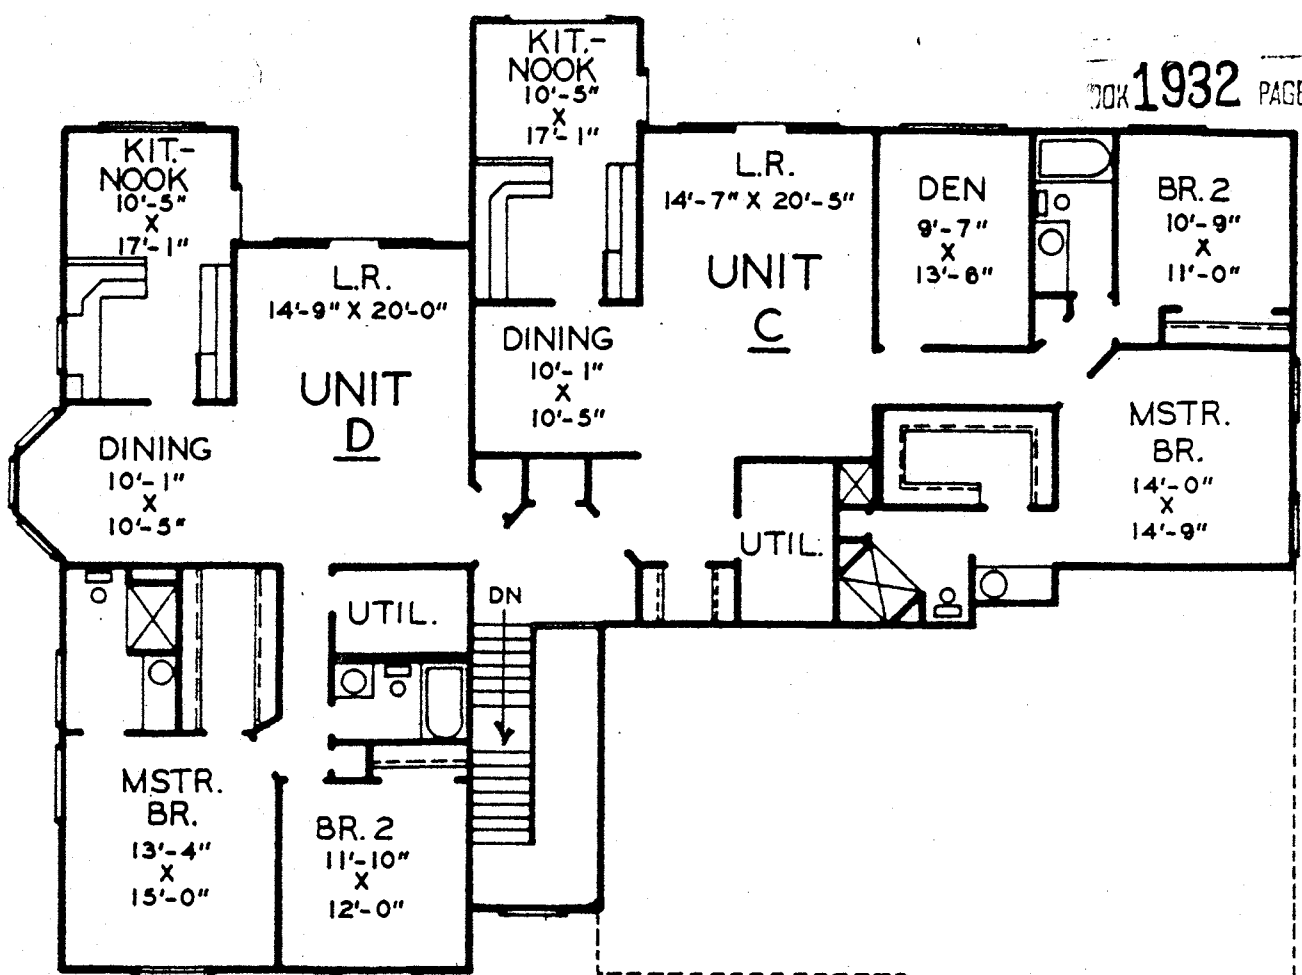 OOK 1932 PAGE
KIT.-
NOOK
10'-5"
X
17'-1"
KIT.-
NOOK
10'-5"
X
17'-1"
L.R.
14'-9" X 20'-0"
UNIT
D
DINING
10'-1"
X
10'-5"
DINING
10'-1"
X
10'-5"
L.R.
14'-7" X 20'-5"
UNIT
C
DEN
9'-7"
X
13'-6"
BR. 2
10'-9"
X
11'-0"
MSTR.
BR.
14'-0"
X
14'-9"
UTIL.
UTIL.
DN
MSTR.
BR.
13'-4"
X
15'-0"
BR. 2
11'-10"
X
12'-0"